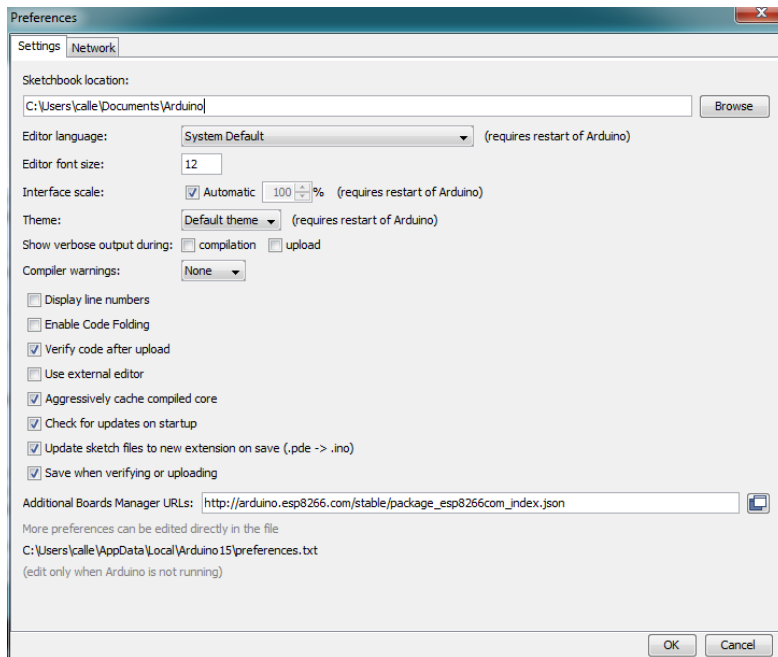 Preferences
Settings Network
Sketchbook location:
C:\Users\calle\Documents\Arduino Browse
Editor language: System Default (requires restart of Arduino)
Editor font size: 12
Interface scale: Automatic 100 % (requires restart of Arduino)
Theme: Default theme (requires restart of Arduino)
Show verbose output during: compilation upload
Compiler warnings: None
Display line numbers
Enable Code Folding
Verify code after upload
Use external editor
Aggressively cache compiled core
Check for updates on startup
Update sketch files to new extension on save (.pde -> .ino)
Save when verifying or uploading
Additional Boards Manager URLs: http://arduino.esp8266.com/stable/package_esp8266com_index.json
More preferences can be edited directly in the file
C:\Users\calle\AppData\Local\Arduino15\preferences.txt
(edit only when Arduino is not running)
OK Cancel